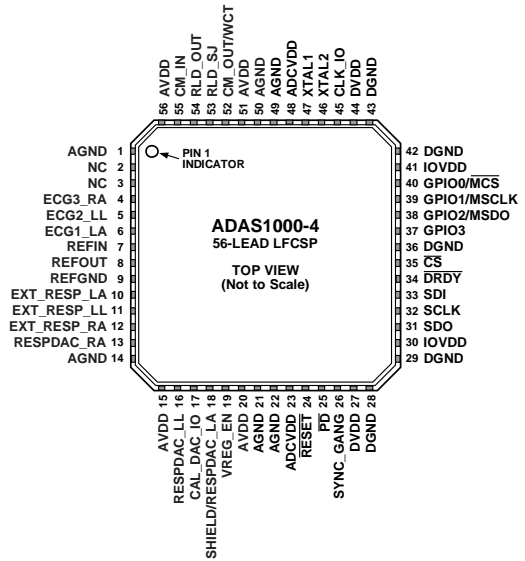 56 AVDD
55 CM_IN
54 RLD_OUT
53 RLD_SJ
52 CM_OUT/WCT
51 AVDD
50 AGND
49 AGND
48 ADCVDD
47 XTAL1
46 XTAL2
45 CLK_IO
44 DVDD
43 DGND
AGND 1
NC 2
NC 3
ECG3_RA 4
ECG2_LL 5
ECG1_LA 6
REFIN 7
REFOUT 8
REFGND 9
EXT_RESP_LA 10
EXT_RESP_LL 11
EXT_RESP_RA 12
RESPDAC_RA 13
AGND 14
PIN 1
INDICATOR
ADAS1000-4
56-LEAD LFCSP
TOP VIEW
(Not to Scale)
42 DGND
41 IOVDD
40 GPIO0/MCS
39 GPIO1/MSCLK
38 GPIO2/MSDO
37 GPIO3
36 DGND
35 CS
34 DRDY
33 SDI
32 SCLK
31 SDO
30 IOVDD
29 DGND
AVDD 15
RESPDAC_LL 16
CAL_DAC_IO 17
SHIELD/RESPDAC_LA 18
VREG_EN 19
AVDD 20
AGND 21
AGND 22
ADCVDD 23
RESET 24
PD 25
SYNC_GANG 26
DVDD 27
DGND 28